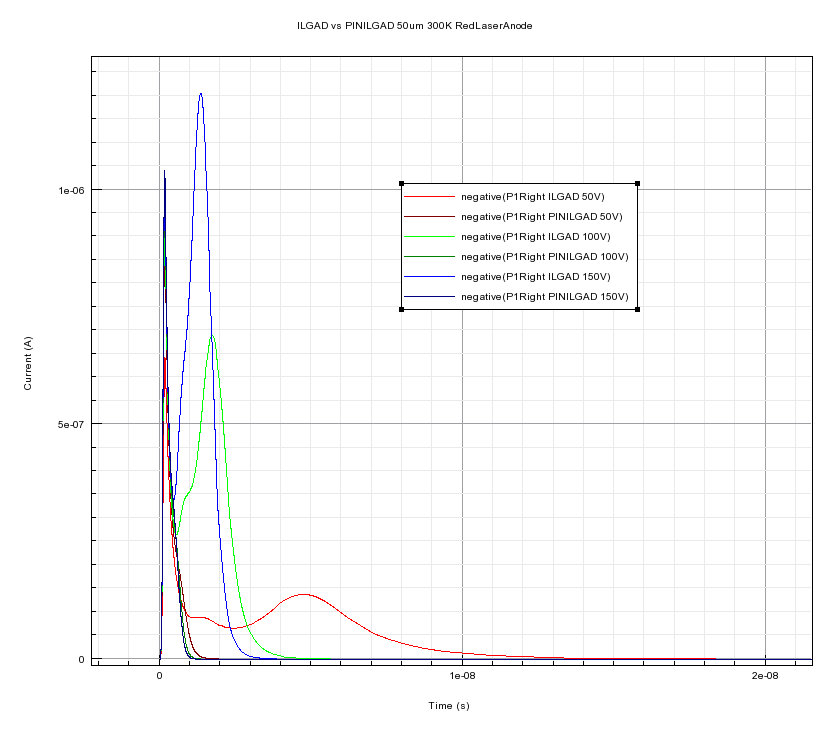 ILGAD vs PINILGAD 50um 300K RedLaserAnode
1e-06
negative(P1Right ILGAD 50V)
negative(P1Right PINILGAD 50V)
negative(P1Right ILGAD 100V)
negative(P1Right PINILGAD 100V)
negative(P1Right ILGAD 150V)
negative(P1Right PINILGAD 150V)
Current (A)
5e-07
0
0
1e-08
2e-08
Time (s)